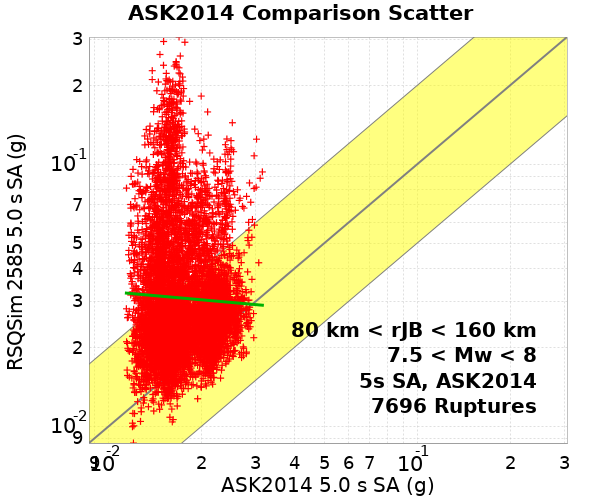 ASK2014 Comparison Scatter
RSQSim 2585 5.0 s SA (g)
3
2
10-1
7
5
4
3
2
10-2
9
80 km < rJB < 160 km
7.5 < Mw < 8
5s SA, ASK2014
7696 Ruptures
9 10-2 2 3 4 5 6 7 10-1 2 3
ASK2014 5.0 s SA (g)